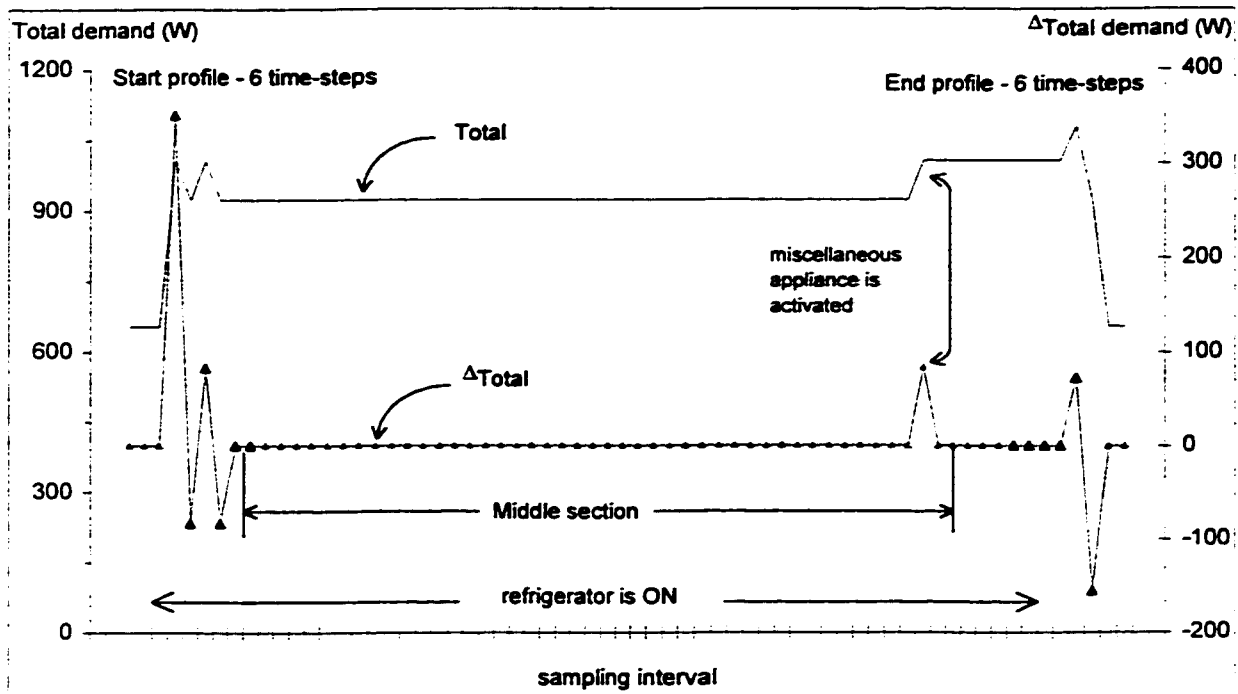 Total demand (W)
ΔTotal demand (W)
1200
400
Start profile - 6 time-steps
End profile - 6 time-steps
Total
300
900
miscellaneous
appliance is
activated
200
600
100
ΔTotal
0
300
Middle section
-100
refrigerator is ON
0
-200
sampling interval